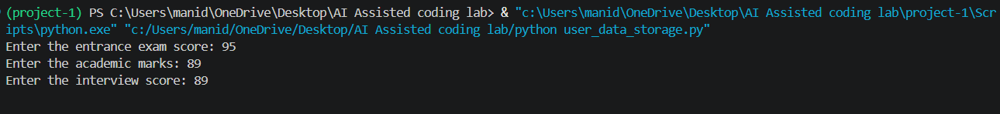 (project-1) PS C:\Users\manid\OneDrive\Desktop\AI Assisted coding lab> & "c:\Users\manid\OneDrive\Desktop\AI Assisted coding lab\project-1\Scr
ipts\python.exe" "c:/Users/manid/OneDrive/Desktop/AI Assisted coding lab/python user_data_storage.py"
Enter the entrance exam score: 95
Enter the academic marks: 89
Enter the interview score: 89